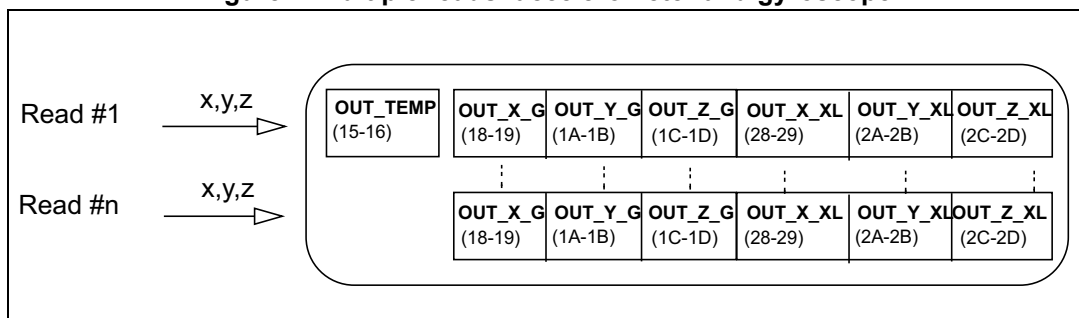 Read #1
x,y,z
OUT_TEMP OUT_X_G OUT_Y_G OUT_Z_G OUT_X_XL OUT_Y_XL OUT_Z_XL
(15-16) (18-19) (1A-1B) (1C-1D) (28-29) (2A-2B) (2C-2D)
Read #n
x,y,z
OUT_X_G OUT_Y_G OUT_Z_G OUT_X_XL OUT_Y_XL OUT_Z_XL
(18-19) (1A-1B) (1C-1D) (28-29) (2A-2B) (2C-2D)